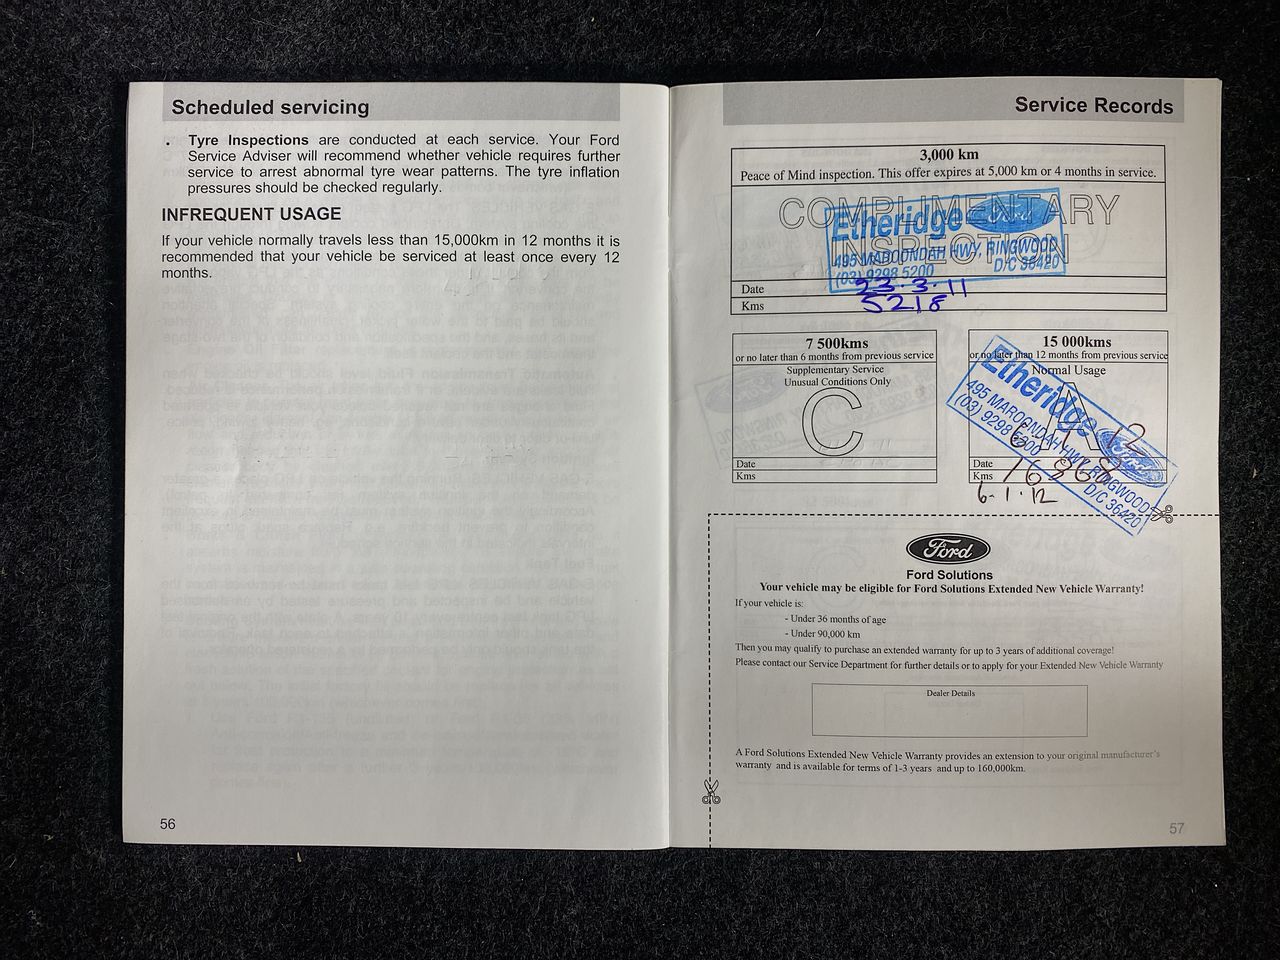 Scheduled servicing
. Tyre Inspections are conducted at each service. Your Ford
Service Adviser will recommend whether vehicle requires further
service to arrest abnormal tyre wear patterns. The tyre inflation
pressures should be checked regularly.
INFREQUENT USAGE
If your vehicle normally travels less than 15,000km in 12 months it is
recommended that your vehicle be serviced at least once every 12
months.
56
Service Records
3,000 km
Peace of Mind inspection. This offer expires at 5,000 km or 4 months in service.
COMPLIMENTARY
INSPECTION
Etheridge Ford
495 MAROONDAH HWY, RINGWOOD
(03) 9298 5200 D/C 36420
Date 23·3·11
Kms 5218
7 500kms
or no later than 6 months from previous service
Supplementary Service
Unusual Conditions Only
C
Date
Kms
15 000kms
or no later than 12 months from previous service
Normal Usage
A
Etheridge Ford
495 MAROONDAH HWY, RINGWOOD
(03) 9298 5200 D/C 36420
Date
Kms
6·1·12
Ford
Ford Solutions
Your vehicle may be eligible for Ford Solutions Extended New Vehicle Warranty!
If your vehicle is:
- Under 36 months of age
- Under 90,000 km
Then you may qualify to purchase an extended warranty for up to 3 years of additional coverage!
Please contact our Service Department for further details or to apply for your Extended New Vehicle Warranty
Dealer Details
A Ford Solutions Extended New Vehicle Warranty provides an extension to your original manufacturer's
warranty and is available for terms of 1-3 years and up to 160,000km.
57